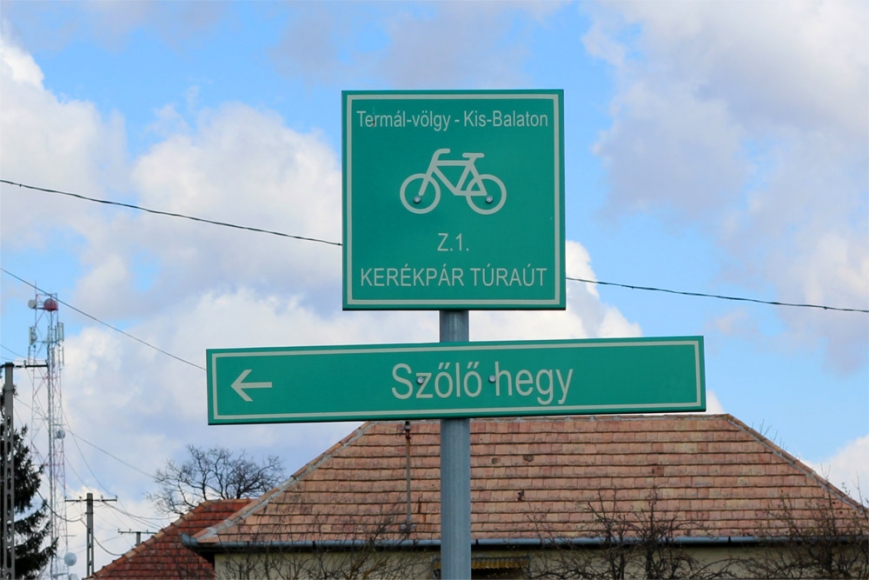 Termál-völgy - Kis-Balaton
Z.1.
KERÉKPÁR TÚRAÚT
← Szőlő hegy